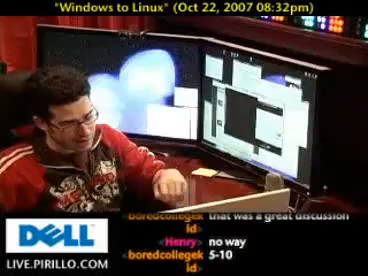 "Windows to Linux" (Oct 22, 2007 08:32pm)
<boredcollegek that was a great discussion
id>
<Henry> no way
<boredcollegek 5-10
id>
DELL
LIVE.PIRILLO.COM